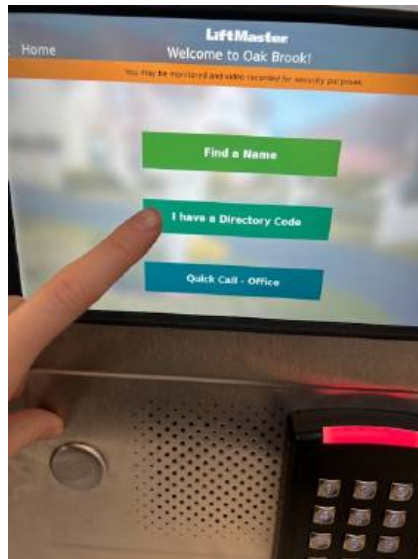 LiftMaster
Home
Welcome to Oak Brook!
You may be monitored and video recorded for security purposes.
Find a Name
I have a Directory Code
Quick Call - Office